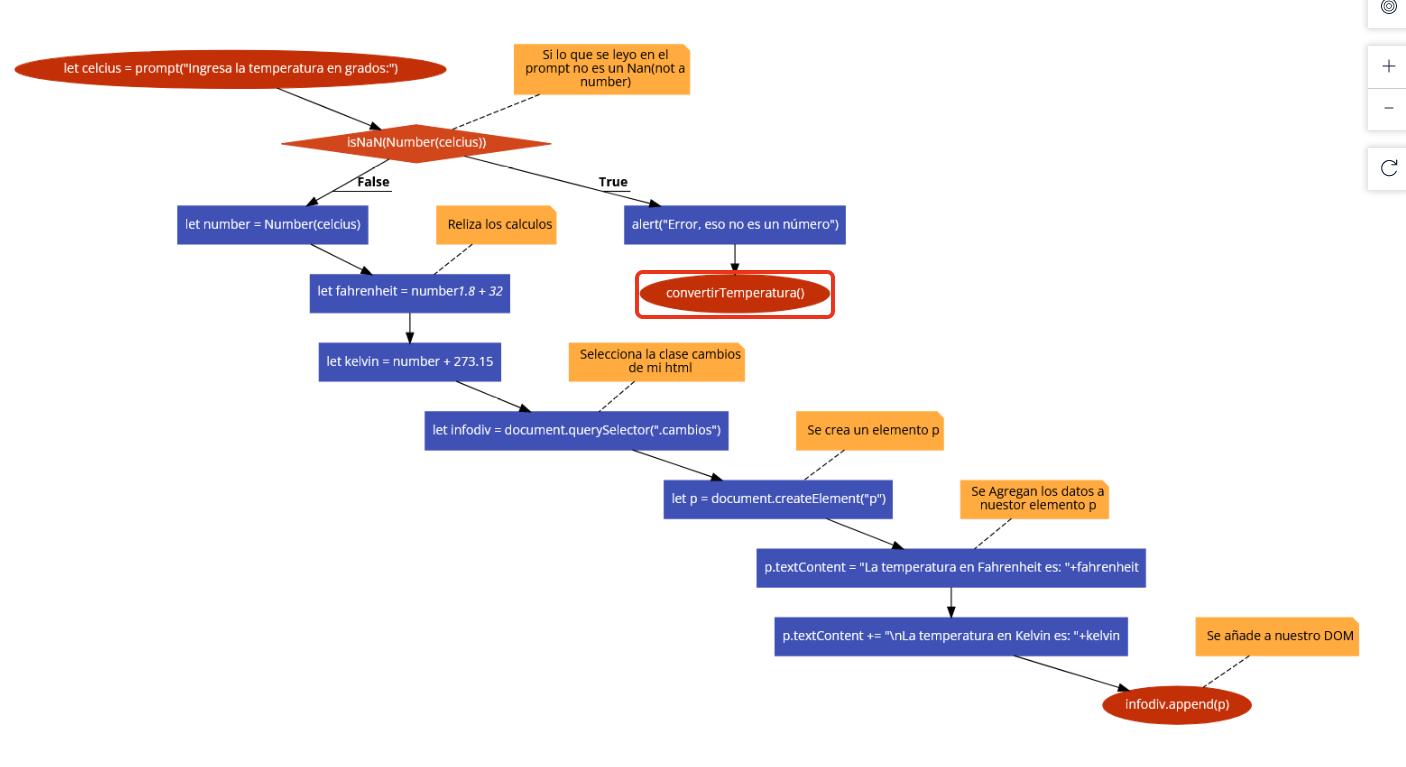 let celcius = prompt("Ingresa la temperatura en grados:")
Si lo que se leyo en el
prompt no es un Nan(not a
number)
isNaN(Number(celcius))
False
True
let number = Number(celcius)
Reliza los calculos
alert("Error, eso no es un número")
let fahrenheit = number1.8 + 32
convertirTemperatura()
let kelvin = number + 273.15
Selecciona la clase cambios
de mi html
let infodiv = document.querySelector(".cambios")
Se crea un elemento p
let p = document.createElement("p")
Se Agregan los datos a
nuestor elemento p
p.textContent = "La temperatura en Fahrenheit es: "+fahrenheit
p.textContent += "\nLa temperatura en Kelvin es: "+kelvin
Se añade a nuestro DOM
infodiv.append(p)